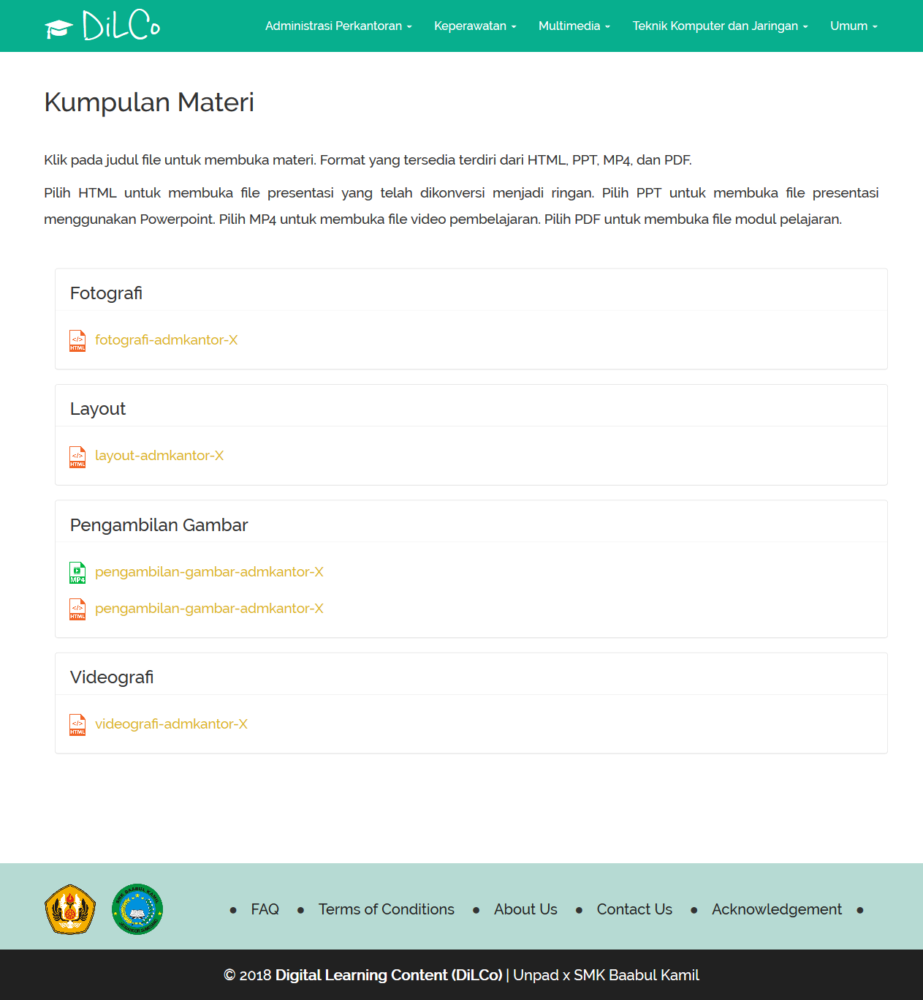 DiLCo
Administrasi Perkantoran Keperawatan Multimedia Teknik Komputer dan Jaringan Umum
Kumpulan Materi
Klik pada judul file untuk membuka materi. Format yang tersedia terdiri dari HTML, PPT, MP4, dan PDF.
Pilih HTML untuk membuka file presentasi yang telah dikonversi menjadi ringan. Pilih PPT untuk membuka file presentasi
menggunakan Powerpoint. Pilih MP4 untuk membuka file video pembelajaran. Pilih PDF untuk membuka file modul pelajaran.
Fotografi
</> HTML fotografi-admkantor-X
Layout
</> HTML layout-admkantor-X
Pengambilan Gambar
MP4 pengambilan-gambar-admkantor-X
</> HTML pengambilan-gambar-admkantor-X
Videografi
</> HTML videografi-admkantor-X
SMK BAABUL KAMIL
• FAQ • Terms of Conditions • About Us • Contact Us • Acknowledgement •
© 2018 Digital Learning Content (DiLCo) | Unpad x SMK Baabul Kamil